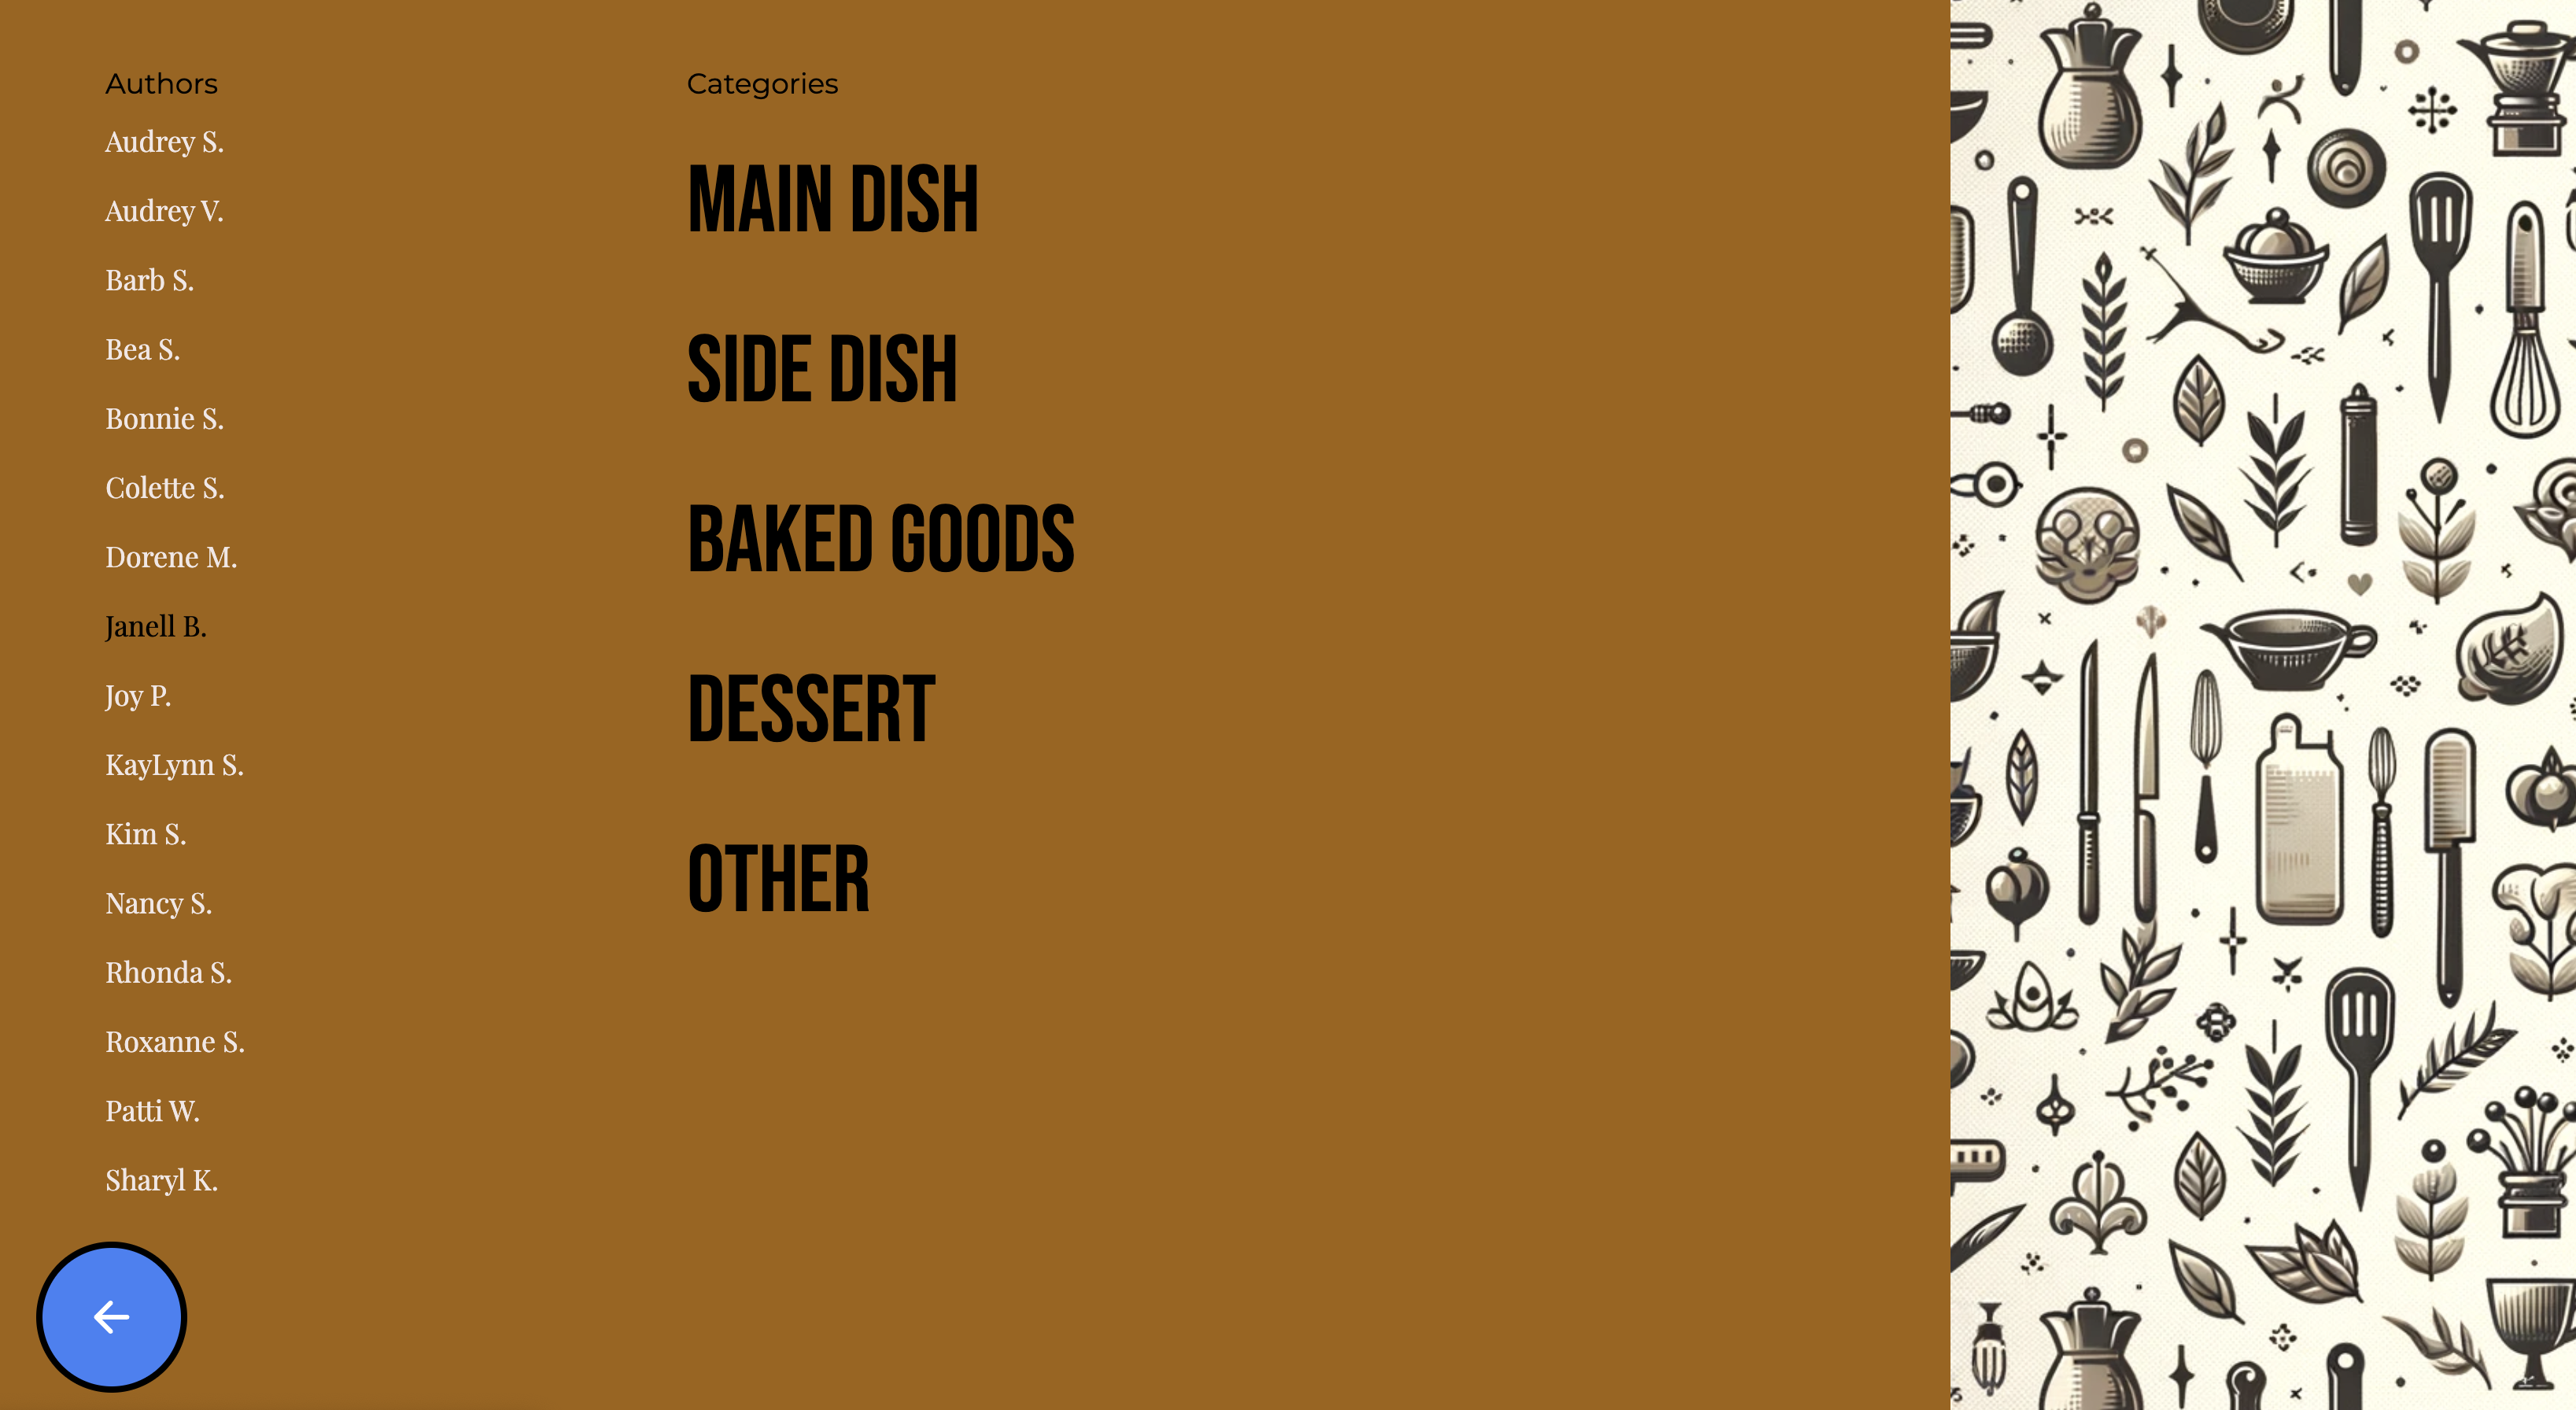 Authors
Audrey S.
Audrey V.
Barb S.
Bea S.
Bonnie S.
Colette S.
Dorene M.
Janell B.
Joy P.
KayLynn S.
Kim S.
Nancy S.
Rhonda S.
Roxanne S.
Patti W.
Sharyl K.
Categories
MAIN DISH
SIDE DISH
BAKED GOODS
DESSERT
OTHER